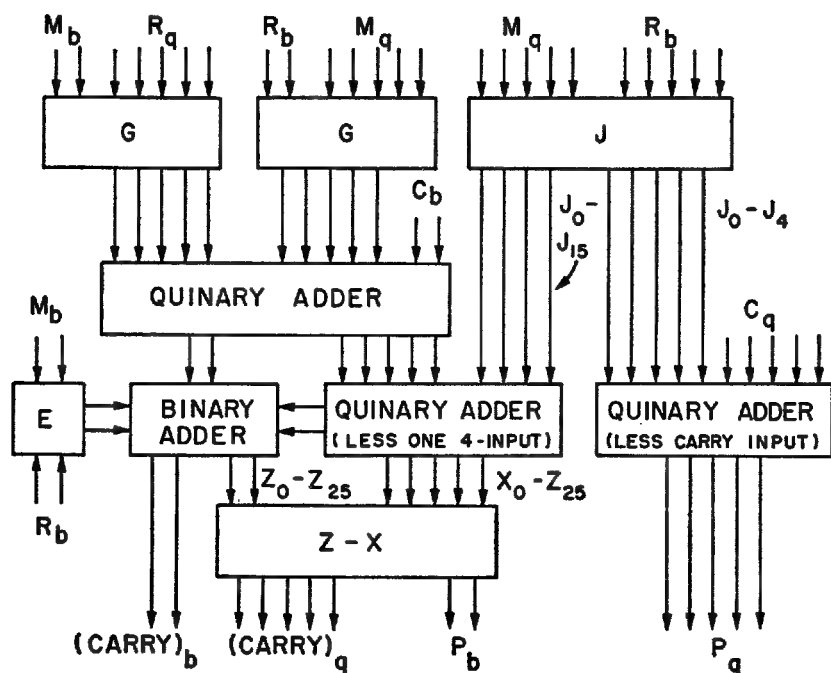 M_b R_q R_b M_q M_q R_b
G G J
C_b J_0- J_0-J_4
J_15
QUINARY ADDER
M_b C_q
E BINARY ADDER QUINARY ADDER (LESS ONE 4-INPUT) QUINARY ADDER (LESS CARRY INPUT)
R_b Z_0-Z_25 X_0-Z_25
Z-X
(CARRY)_b (CARRY)_q P_b P_q